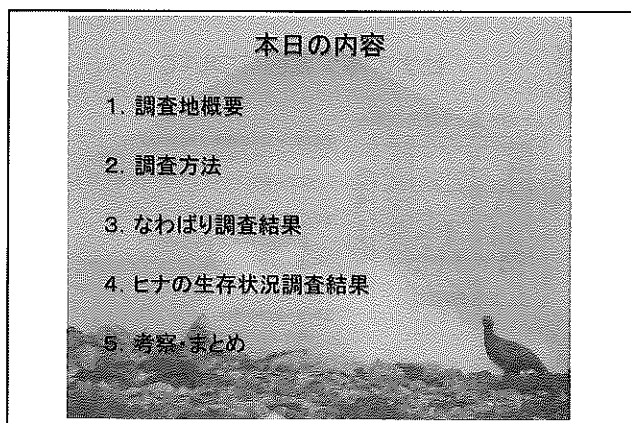 本日の内容
1. 調査地概要
2. 調査方法
3. なわばり調査結果
4. ヒナの生存状況調査結果
5. 考察・まとめ